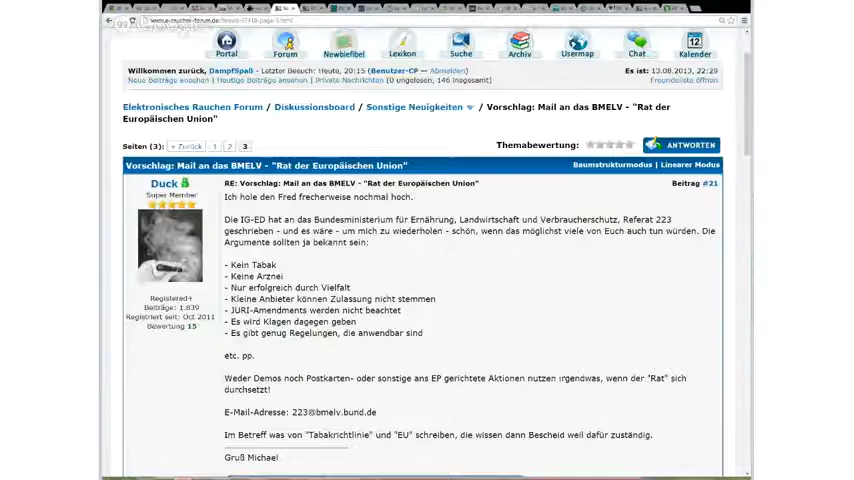 www.e-rauchen-forum.de/thread-47418-page-3.html
Portal
Forum
Newbiefibel
Lexikon
Suche
Archiv
Usermap
Chat
Kalender
Willkommen zurück, DampfSpaß - Letzter Besuch: Heute, 20:15 (Benutzer-CP — Abmelden)
Es ist: 13.08.2013, 22:29
Neue Beiträge ansehen | Heutige Beiträge ansehen | Private Nachrichten (0 ungelesen, 146 insgesamt)
Freundeliste öffnen
Elektronisches Rauchen Forum / Diskussionsboard / Sonstige Neuigkeiten / Vorschlag: Mail an das BMELV - "Rat der
Europäischen Union"
Seiten (3): « Zurück 1 2 3
Themabewertung:
ANTWORTEN
Vorschlag: Mail an das BMELV - "Rat der Europäischen Union"
Baumstrukturmodus | Linearer Modus
Duck
Super Member
Registered+
Beiträge: 1.839
Registriert seit: Oct 2011
Bewertung 15
RE: Vorschlag: Mail an das BMELV - "Rat der Europäischen Union"
Beitrag #21
Ich hole den Fred frecherweise nochmal hoch.
Die IG-ED hat an das Bundesministerium für Ernährung, Landwirtschaft und Verbraucherschutz, Referat 223
geschrieben - und es wäre - um mich zu wiederholen - schön, wenn das möglichst viele von Euch auch tun würden. Die
Argumente sollten ja bekannt sein:
- Kein Tabak
- Keine Arznei
- Nur erfolgreich durch Vielfalt
- Kleine Anbieter können Zulassung nicht stemmen
- JURI-Amendments werden nicht beachtet
- Es wird Klagen dagegen geben
- Es gibt genug Regelungen, die anwendbar sind
etc. pp.
Weder Demos noch Postkarten- oder sonstige ans EP gerichtete Aktionen nutzen irgendwas, wenn der "Rat" sich
durchsetzt!
E-Mail-Adresse: 223@bmelv.bund.de
Im Betreff was von "Tabakrichtlinie" und "EU" schreiben, die wissen dann Bescheid weil dafür zuständig.
Gruß Michael